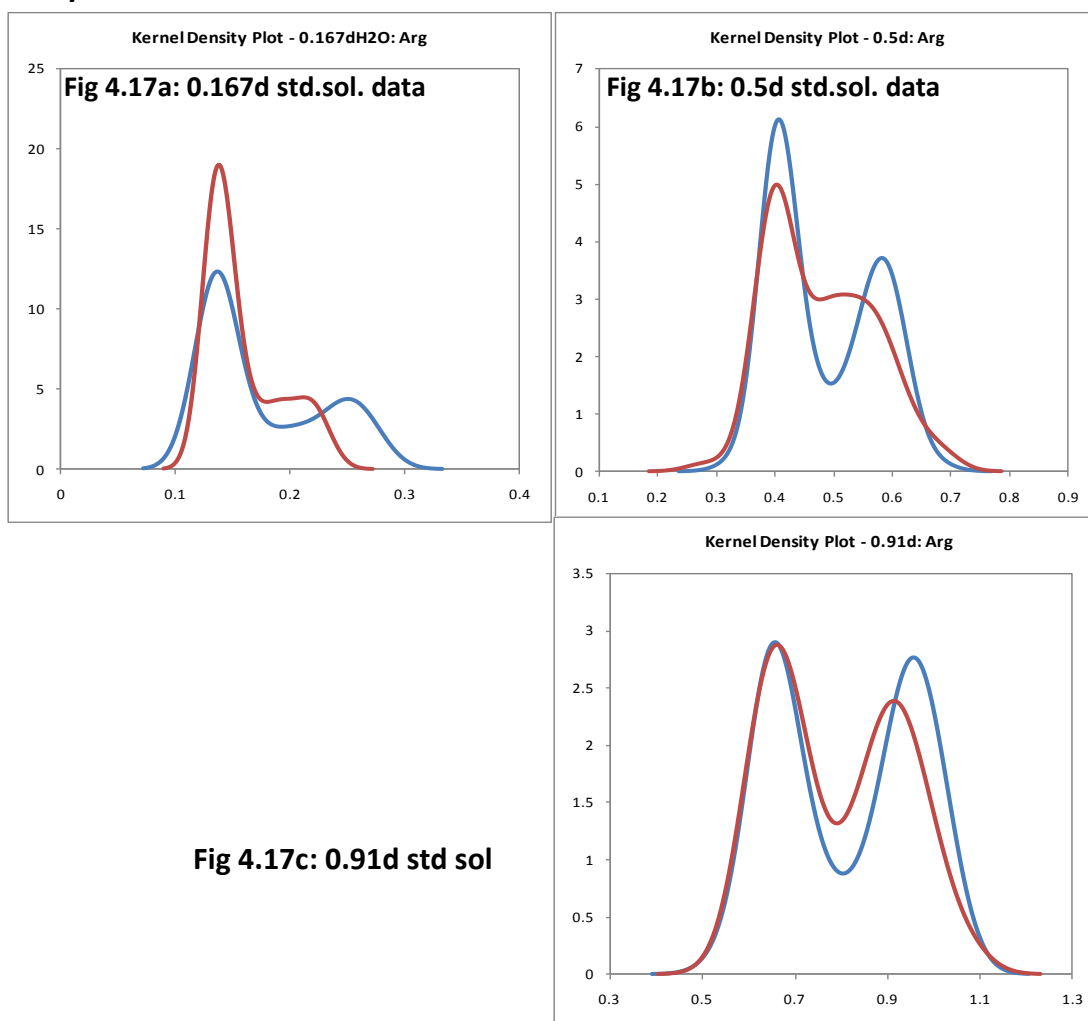 Kernel Density Plot - 0.167dH2O: Arg
Fig 4.17a: 0.167d std.sol. data
25
20
15
10
5
0
0 0.1 0.2 0.3 0.4
Kernel Density Plot - 0.5d: Arg
Fig 4.17b: 0.5d std.sol. data
7
6
5
4
3
2
1
0
0.1 0.2 0.3 0.4 0.5 0.6 0.7 0.8 0.9
Kernel Density Plot - 0.91d: Arg
3.5
3
2.5
2
1.5
1
0.5
0
0.3 0.5 0.7 0.9 1.1 1.3
Fig 4.17c: 0.91d std sol